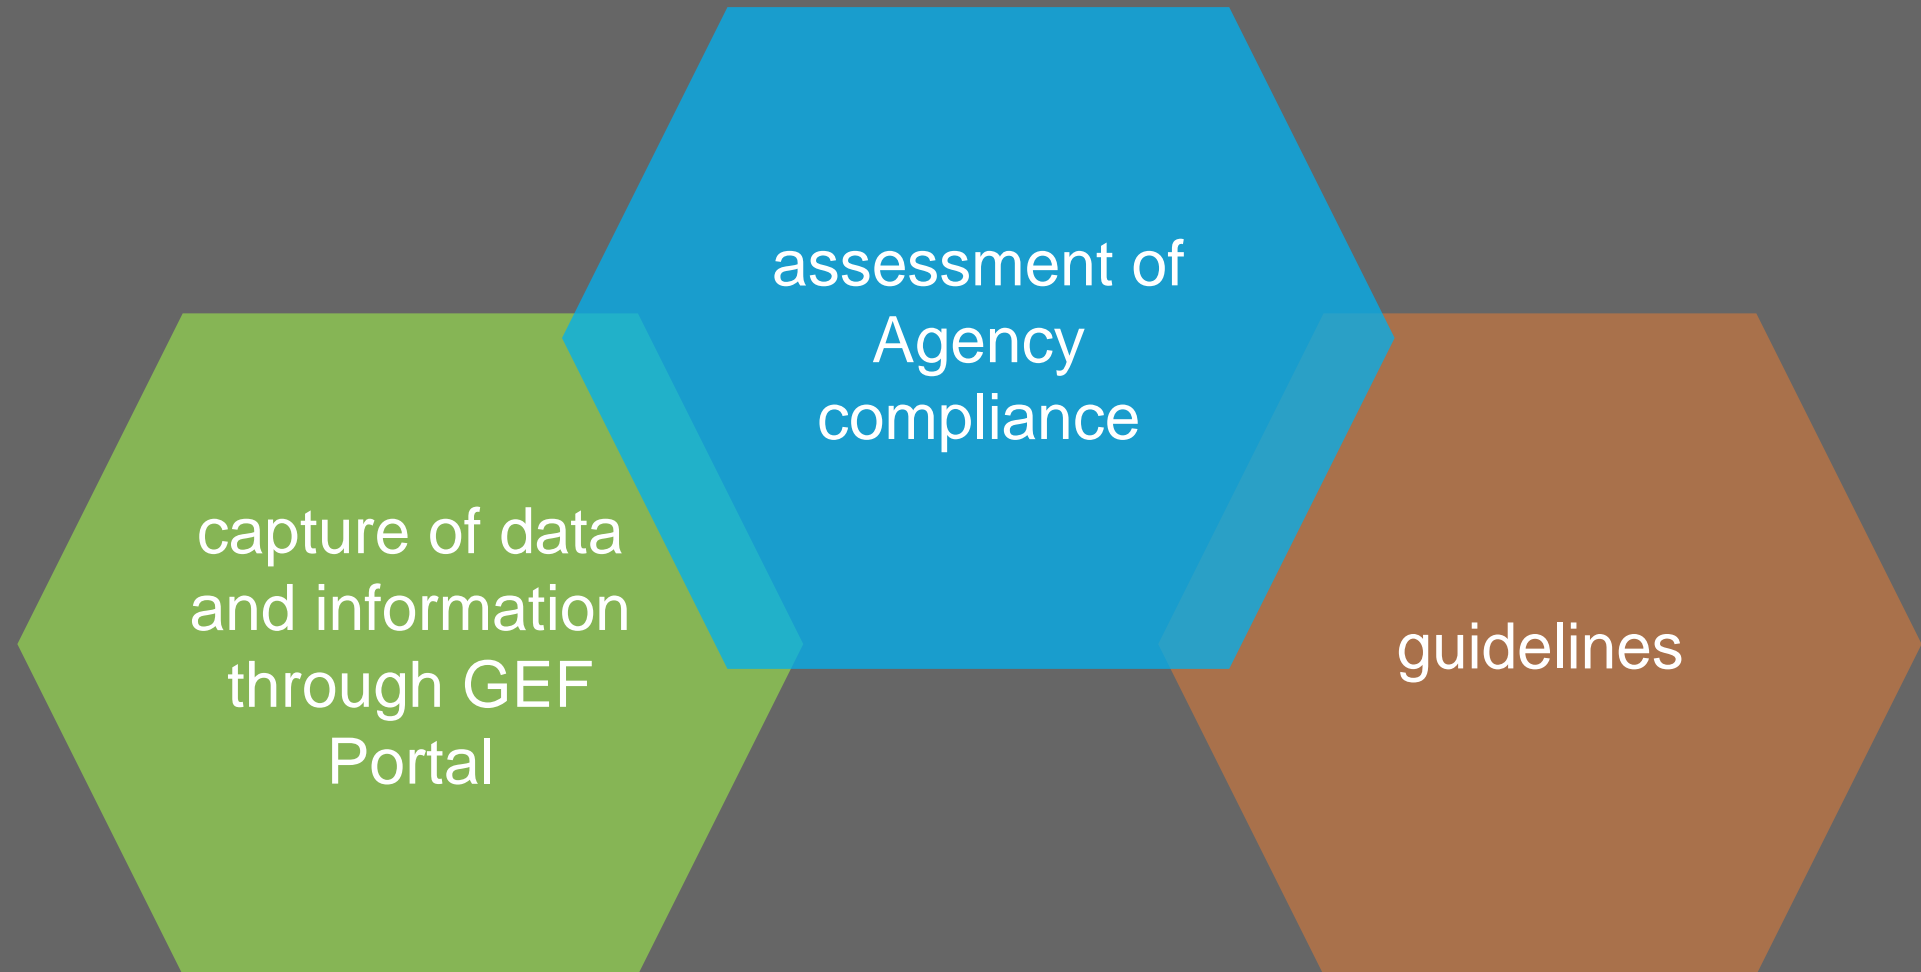 assessment of
Agency
compliance
capture of data
and information
through GEF
Portal
guidelines